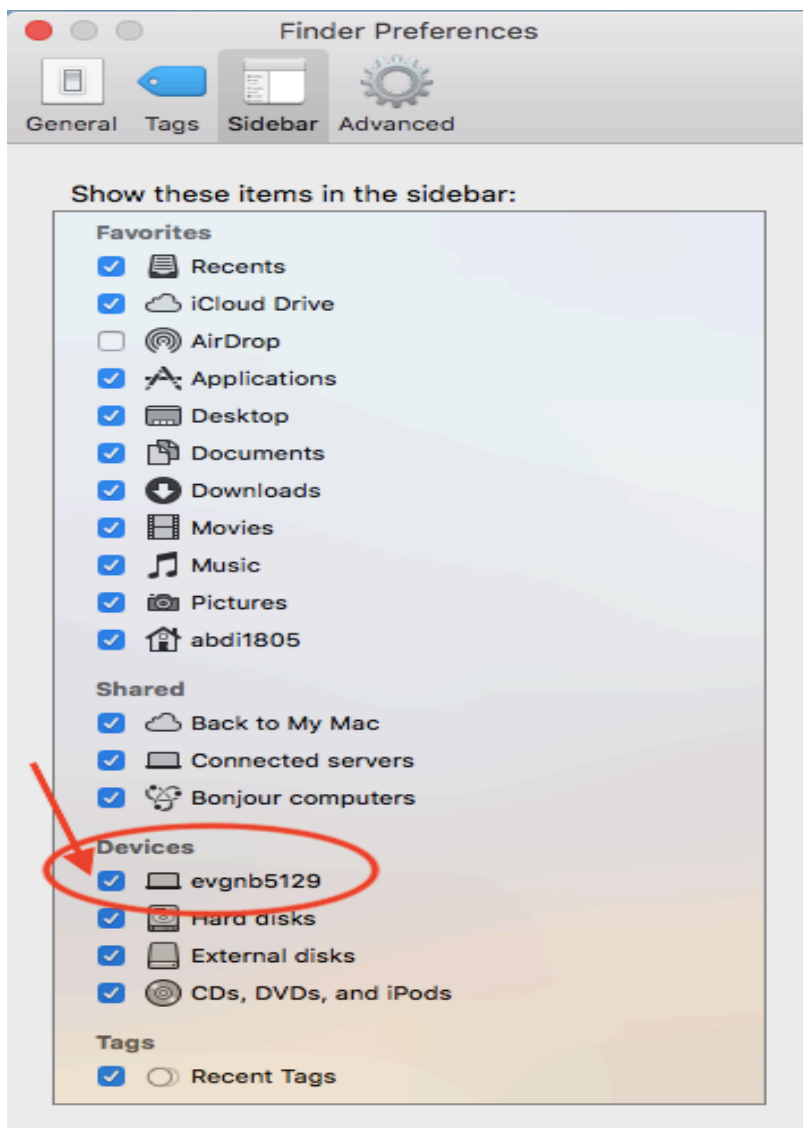 Finder Preferences
General Tags Sidebar Advanced
Show these items in the sidebar:
Favorites
Recents
iCloud Drive
AirDrop
Applications
Desktop
Documents
Downloads
Movies
Music
Pictures
abdi1805
Shared
Back to My Mac
Connected servers
Bonjour computers
Devices
evgnb5129
Hard disks
External disks
CDs, DVDs, and iPods
Tags
Recent Tags